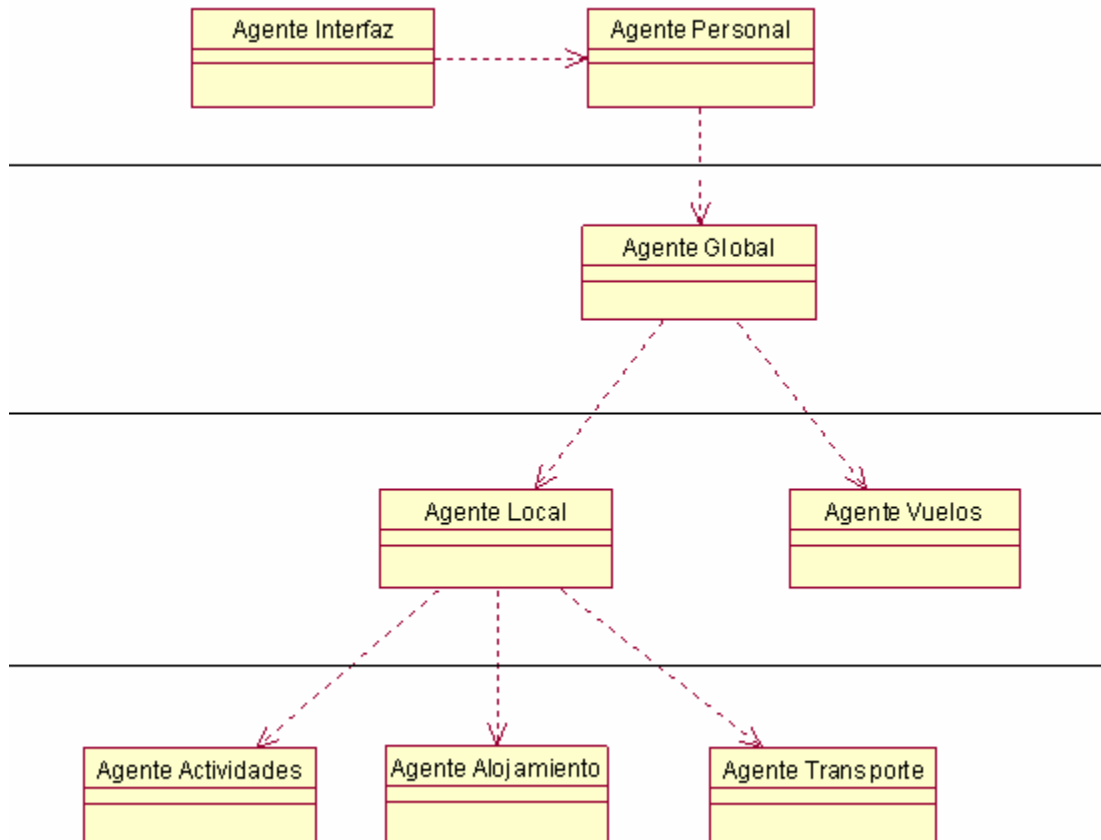 Agente Interfaz
Agente Personal
Agente Global
Agente Local
Agente Vuelos
Agente Actividades
Agente Alojamiento
Agente Transporte